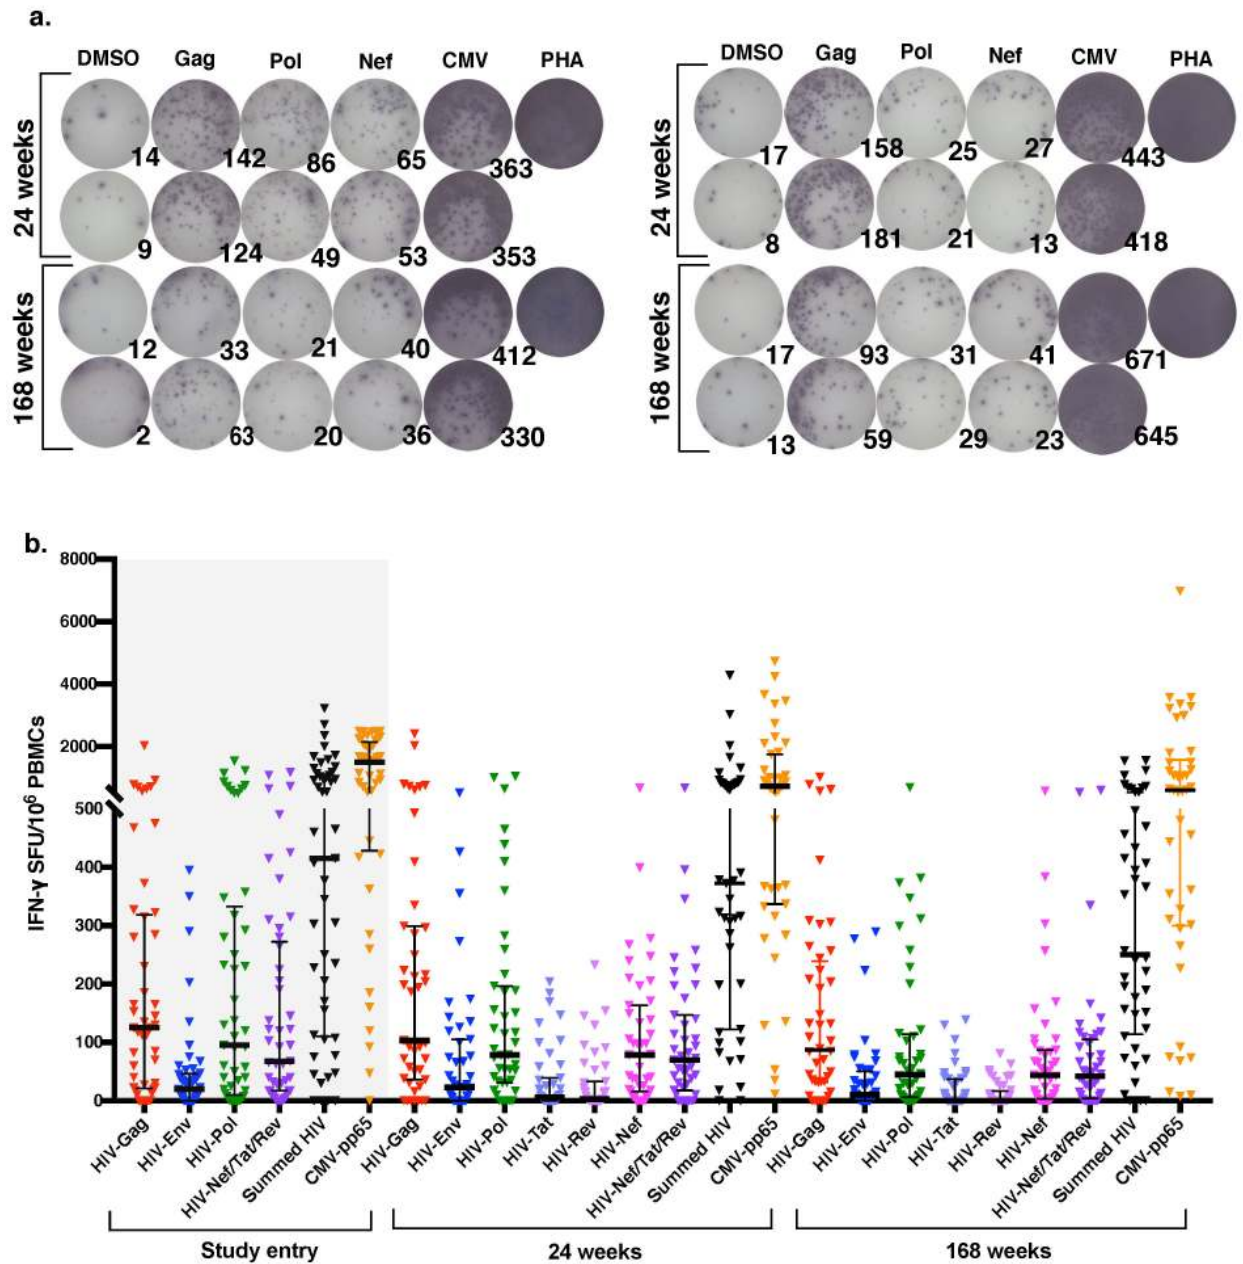 a.
DMSO Gag Pol Nef CMV PHA
24 weeks
14 142 86 65 363
9 124 49 53 353
168 weeks
12 33 21 40 412
2 63 20 36 330
DMSO Gag Pol Nef CMV PHA
24 weeks
17 158 25 27 443
8 181 21 13 418
168 weeks
17 93 31 41 671
13 59 29 23 645
b.
IFN-γ SFU/10⁶ PBMCs
8000
6000
4000
2000
500
400
300
200
100
0
HIV-Gag
HIV-Env
HIV-Pol
HIV-Nef/Tat/Rev
Summed HIV
CMV-pp65
HIV-Gag
HIV-Env
HIV-Pol
HIV-Tat
HIV-Rev
HIV-Nef
HIV-Nef/Tat/Rev
Summed HIV
CMV-pp65
HIV-Gag
HIV-Env
HIV-Pol
HIV-Tat
HIV-Rev
HIV-Nef
HIV-Nef/Tat/Rev
Summed HIV
CMV-pp65
Study entry
24 weeks
168 weeks